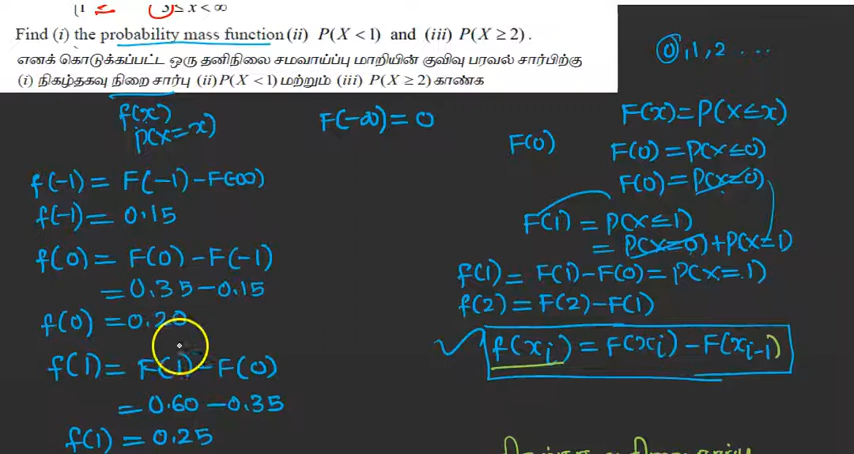 1 ≤ 3 ≤ x < ∞
Find (i) the probability mass function (ii) P(X < 1) and (iii) P(X ≥ 2).
எனக் கொடுக்கப்பட்ட ஒரு தனிநிலை சமவாய்ப்பு மாறியின் குவிவு பரவல் சார்பிற்கு
(i) நிகழ்தகவு நிறை சார்பு (ii) P(X < 1) மற்றும் (iii) P(X ≥ 2) காண்க
0, 1, 2 ...
f(x)
p(x=x)
F(-∞) = 0
f(-1) = F(-1) - F(-∞)
f(-1) = 0.15
f(0) = F(0) - F(-1)
= 0.35 - 0.15
f(0) = 0.20
f(1) = F(1) - F(0)
= 0.60 - 0.35
f(1) = 0.25
F(x) = P(X ≤ x)
F(0)
F(0) = P(X ≤ 0)
F(0) = P(X=0)
F(1) = P(X ≤ 1)
= P(X=0) + P(X=1)
f(1) = F(1) - F(0) = P(X=1)
f(2) = F(2) - F(1)
f(xi) = F(xi) - F(xi-1)